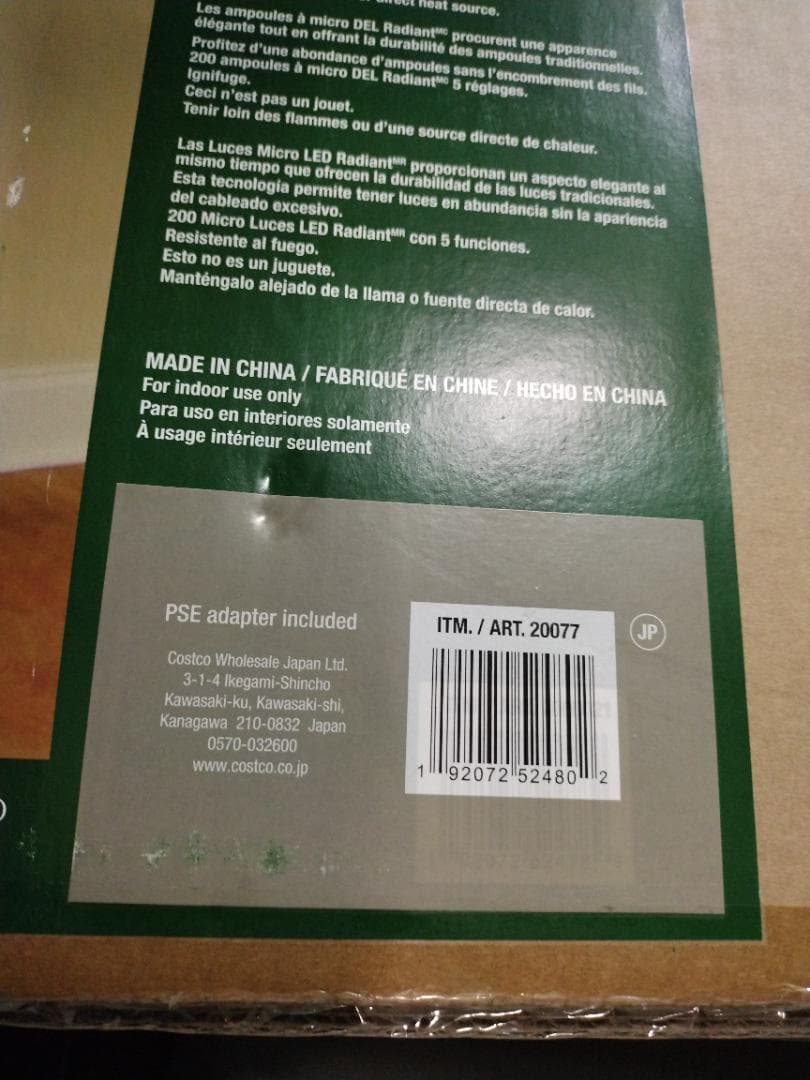 direct heat source.
Les ampoules à micro DEL Radiantᴹᶜ procurent une apparence
élégante tout en offrant la durabilité des ampoules traditionnelles.
Profitez d'une abondance d'ampoules sans l'encombrement des fils.
200 ampoules à micro DEL Radiantᴹᶜ 5 réglages.
Ignifuge.
Ceci n'est pas un jouet.
Tenir loin des flammes ou d'une source directe de chaleur.
Las Luces Micro LED Radiantᴹᴿ proporcionan un aspecto elegante al
mismo tiempo que ofrecen la durabilidad de las luces tradicionales.
Esta tecnología permite tener luces en abundancia sin la apariencia
del cableado excesivo.
200 Micro Luces LED Radiantᴹᴿ con 5 funciones.
Resistente al fuego.
Esto no es un juguete.
Manténgalo alejado de la llama o fuente directa de calor.
MADE IN CHINA / FABRIQUÉ EN CHINE / HECHO EN CHINA
For indoor use only
Para uso en interiores solamente
À usage intérieur seulement
PSE adapter included
Costco Wholesale Japan Ltd.
3-1-4 Ikegami-Shincho
Kawasaki-ku, Kawasaki-shi,
Kanagawa 210-0832 Japan
0570-032600
www.costco.co.jp
ITM. / ART. 20077
JP
1 92072 52480 2